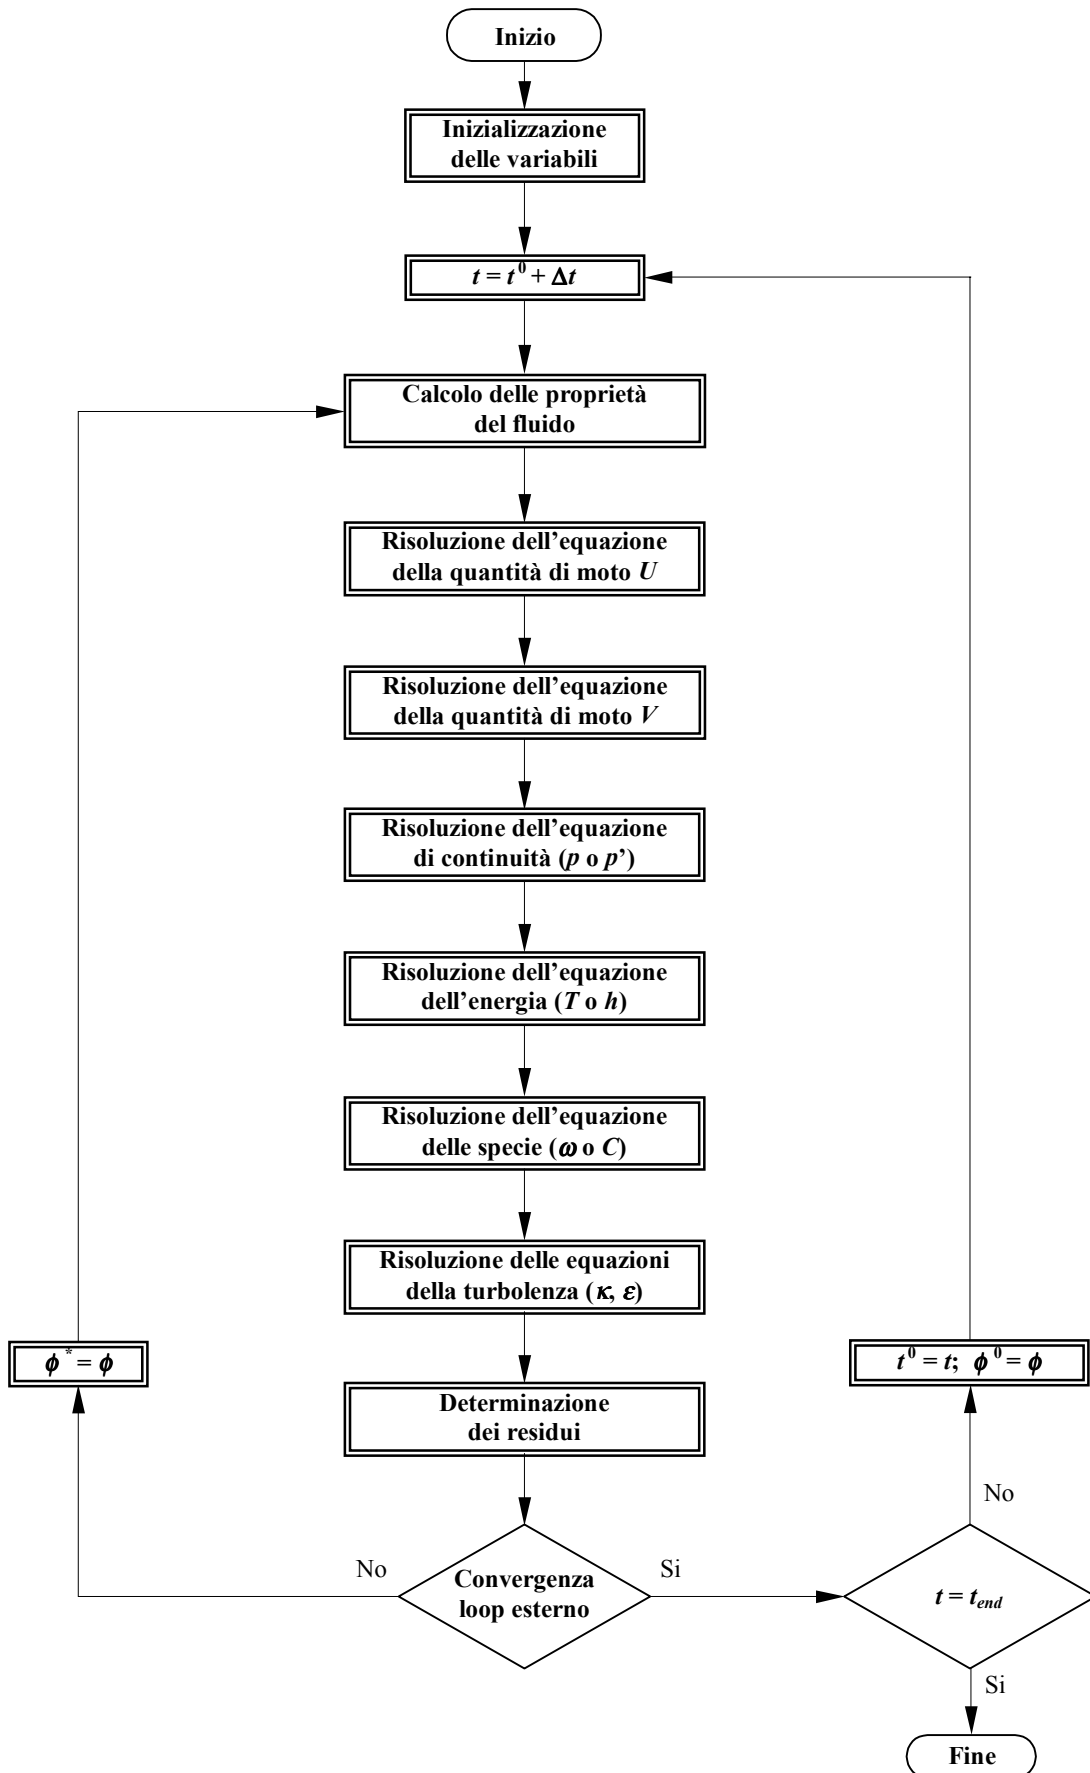 Inizio
Inizializzazione
delle variabili
t = t⁰ + Δt
Calcolo delle proprietà
del fluido
Risoluzione dell’equazione
della quantità di moto U
Risoluzione dell’equazione
della quantità di moto V
Risoluzione dell’equazione
di continuità (p o p’)
Risoluzione dell’equazione
dell’energia (T o h)
Risoluzione dell’equazione
delle specie (ω o C)
Risoluzione delle equazioni
della turbolenza (κ, ε)
ϕ* = ϕ
t⁰ = t; ϕ⁰ = ϕ
Determinazione
dei residui
No
No
Convergenza
loop esterno
Si
t = t_end
Si
Fine